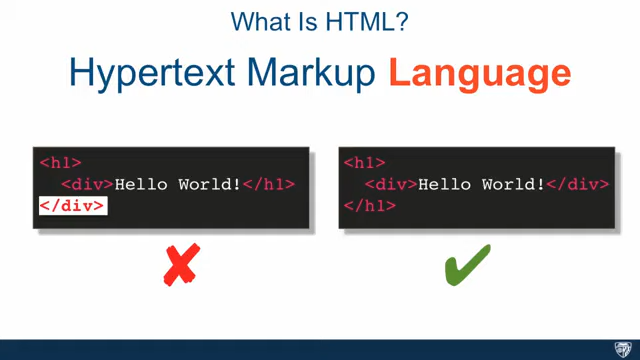 What Is HTML?
Hypertext Markup Language
<h1>
<div>Hello World!</h1>
</div>
<h1>
<div>Hello World!</div>
</h1>